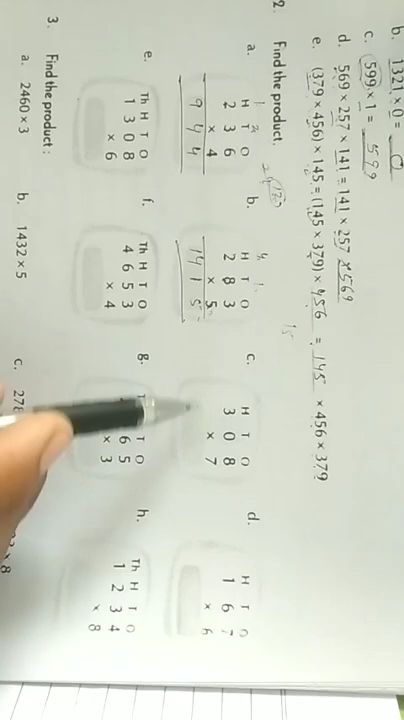 b. 1321 × 0 = 0
c. 599 × 1 = 599
d. 569 × 257 × 141 = 141 × 257 × 569
e. (379 × 456) × 145 = (145 × 379) × 456 = 145 × 456 × 379
2. Find the product.
a. b. c. d.
H T O H T O H T O H T O
2 3 6 2 8 3 3 0 8 1 6 7
× 4 × 5 × 7 × 6
9 4 4 1 4 1 5
e. f. g. h.
Th H T O Th H T O T O Th H T O
1 3 0 8 4 6 5 3 6 5 1 2 3 4
× 6 × 4 × 3 × 8
3. Find the product :
a. 2460 × 3 b. 1432 × 5 c. 278
× 8